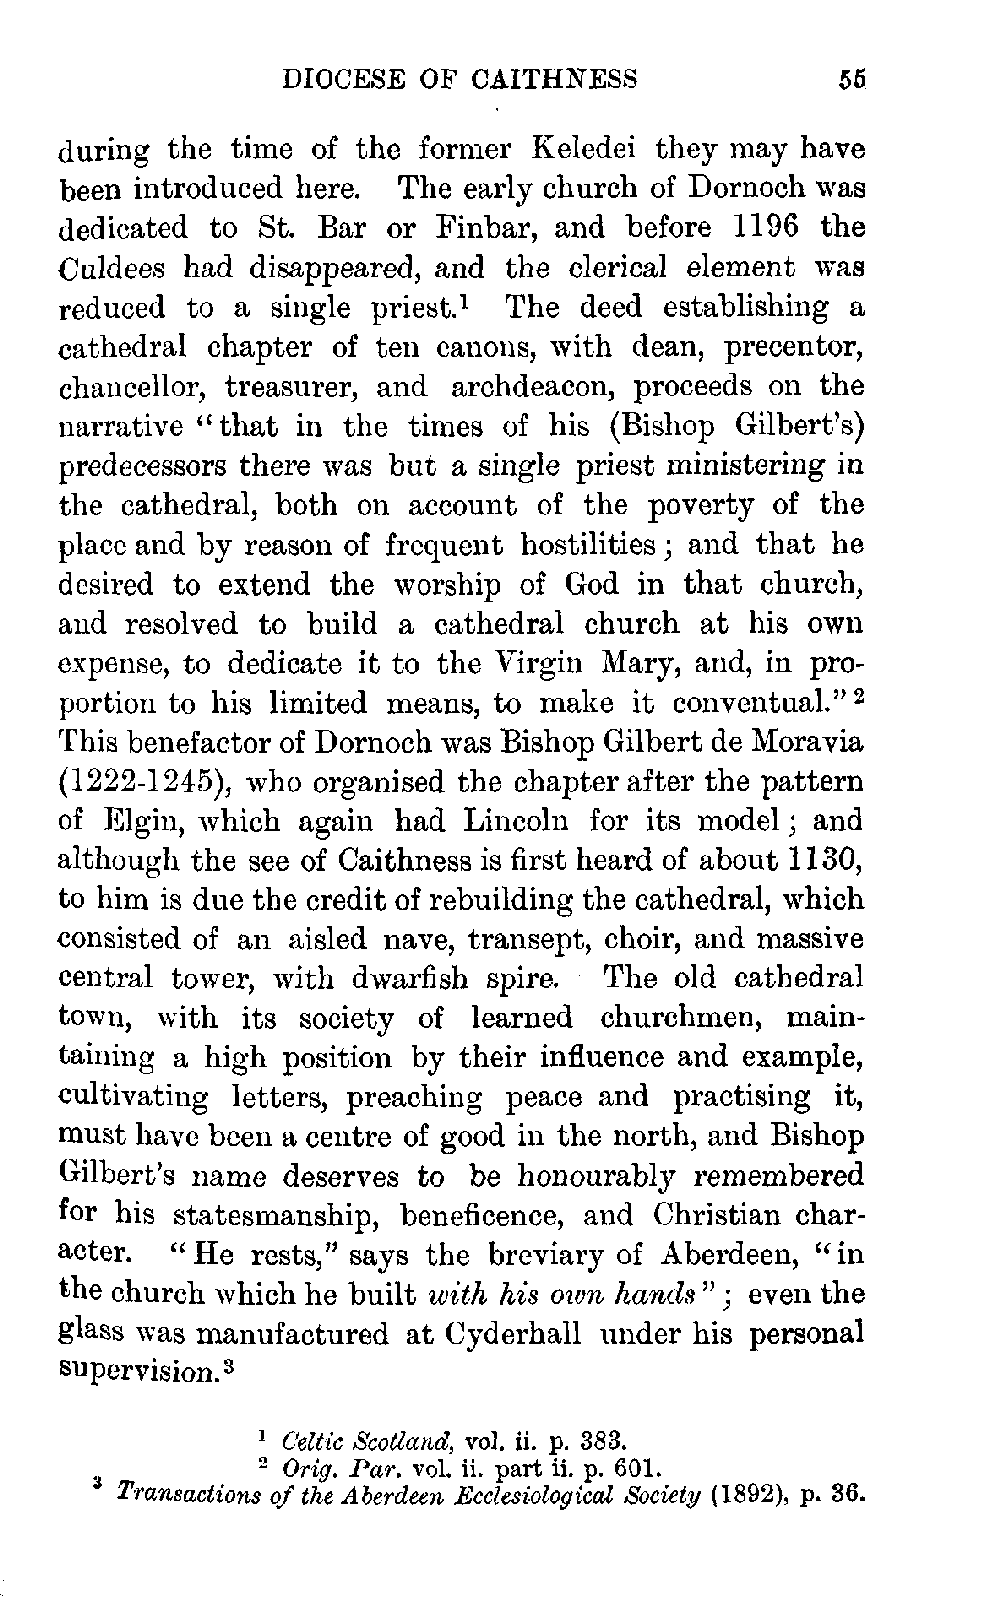 DIOCESE OF CAITHNESS 55
during the time of the former Keledei they may have
been introduced here. The early church of Dornoch was
dedicated to St. Bar or Finbar, and before 1196 the
Culdees had disappeared, and the clerical element was
reduced to a single priest.¹ The deed establishing a
cathedral chapter of ten canons, with dean, precentor,
chancellor, treasurer, and archdeacon, proceeds on the
narrative “that in the times of his (Bishop Gilbert’s)
predecessors there was but a single priest ministering in
the cathedral, both on account of the poverty of the
place and by reason of frequent hostilities; and that he
desired to extend the worship of God in that church,
and resolved to build a cathedral church at his own
expense, to dedicate it to the Virgin Mary, and, in pro-
portion to his limited means, to make it conventual.”²
This benefactor of Dornoch was Bishop Gilbert de Moravia
(1222-1245), who organised the chapter after the pattern
of Elgin, which again had Lincoln for its model; and
although the see of Caithness is first heard of about 1130,
to him is due the credit of rebuilding the cathedral, which
consisted of an aisled nave, transept, choir, and massive
central tower, with dwarfish spire. The old cathedral
town, with its society of learned churchmen, main-
taining a high position by their influence and example,
cultivating letters, preaching peace and practising it,
must have been a centre of good in the north, and Bishop
Gilbert’s name deserves to be honourably remembered
for his statesmanship, beneficence, and Christian char-
acter. “He rests,” says the breviary of Aberdeen, “in
the church which he built with his own hands”; even the
glass was manufactured at Cyderhall under his personal
supervision.³
¹ Celtic Scotland, vol. ii. p. 383.
² Orig. Par. vol. ii. part ii. p. 601.
³ Transactions of the Aberdeen Ecclesiological Society (1892), p. 36.